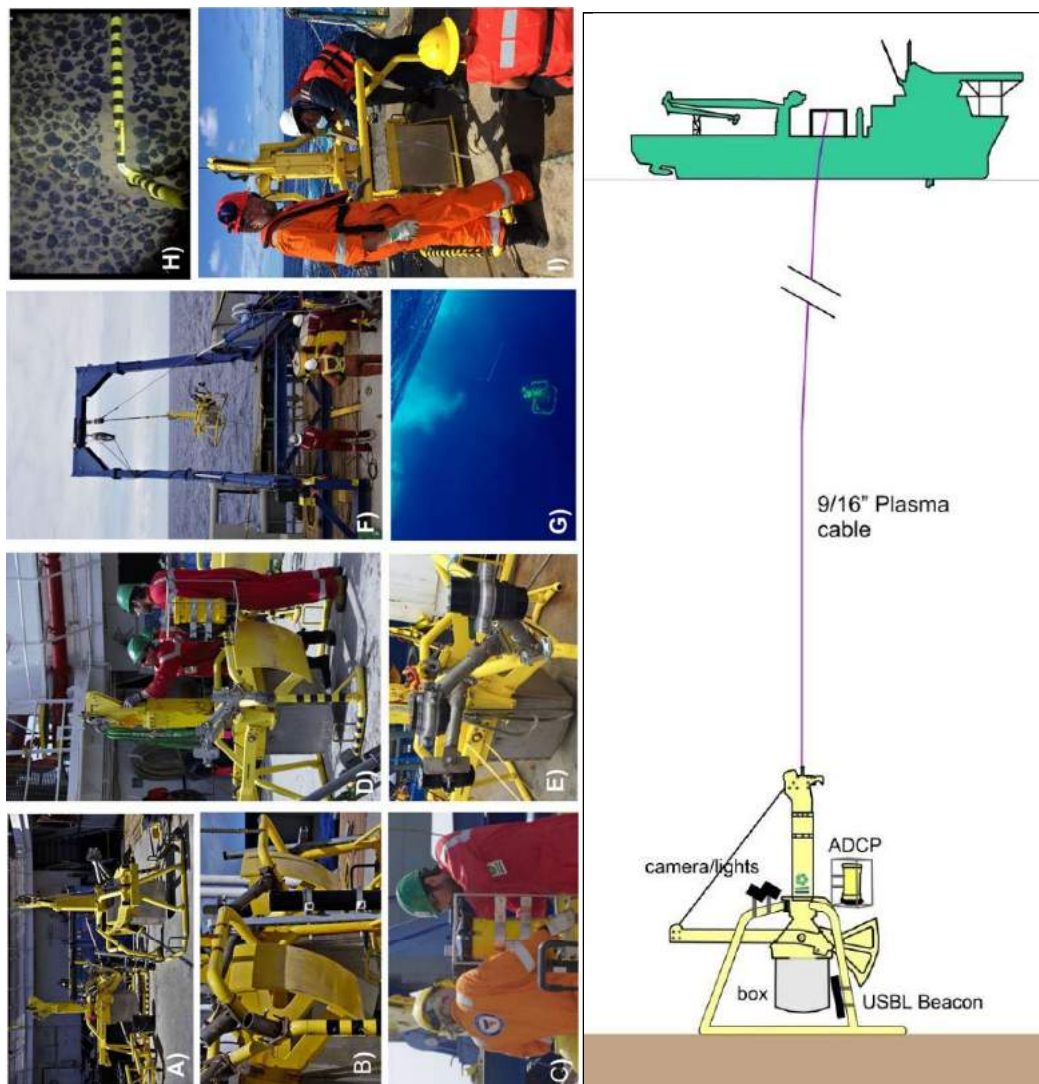 H)
I)
F)
G)
D)
E)
A)
B)
C)
9/16” Plasma
cable
camera/lights
ADCP
box
USBL Beacon